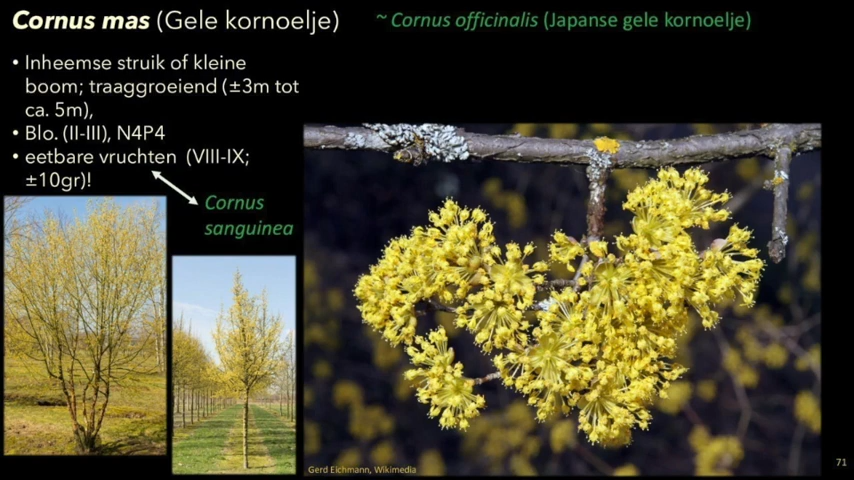 Cornus mas (Gele kornoelje)
~ Cornus officinalis (Japanse gele kornoelje)
• Inheemse struik of kleine
boom; traaggroeiend (±3m tot
ca. 5m),
• Blo. (II-III), N4P4
• eetbare vruchten (VIII-IX;
±10gr)!
Cornus
sanguinea
Gerd Eichmann, Wikimedia
71